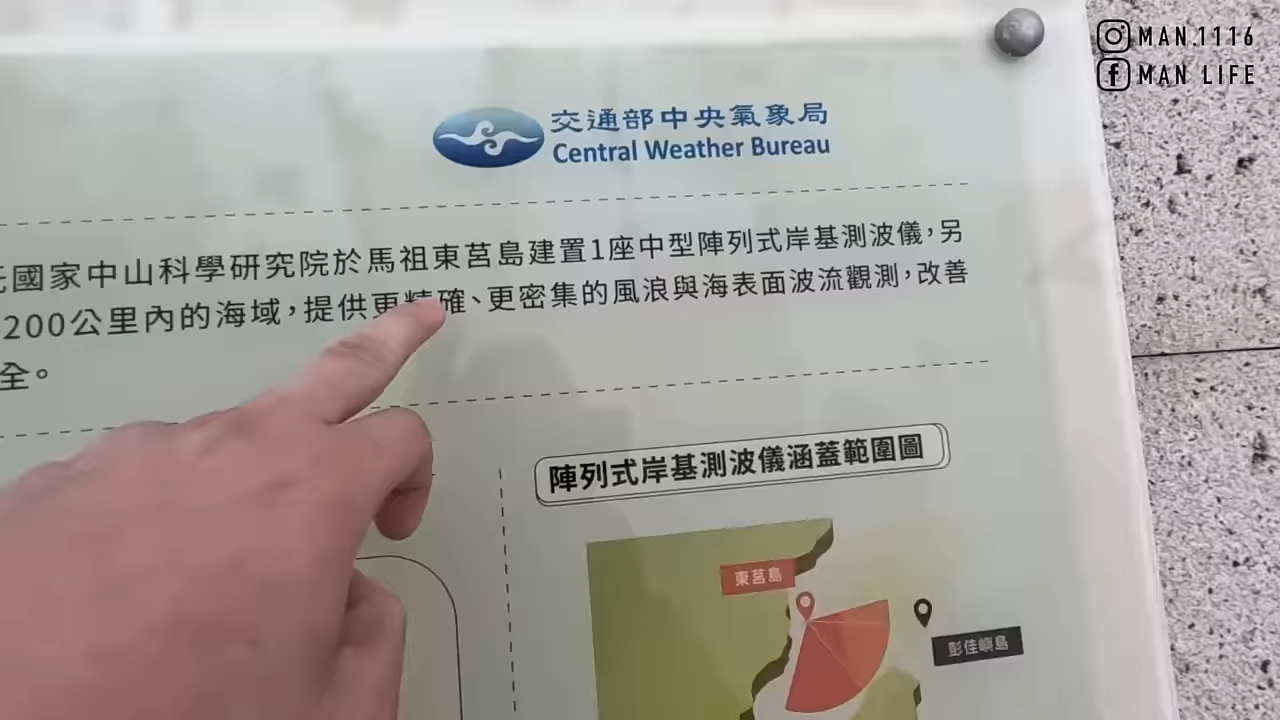 MAN.1116
MAN LIFE
交通部中央氣象局
Central Weather Bureau
國家中山科學研究院於馬祖東莒島建置1座中型陣列式岸基測波儀,另
200公里內的海域,提供更精確、更密集的風浪與海表面波流觀測,改善
全。
陣列式岸基測波儀涵蓋範圍圖
東莒島
彭佳嶼島